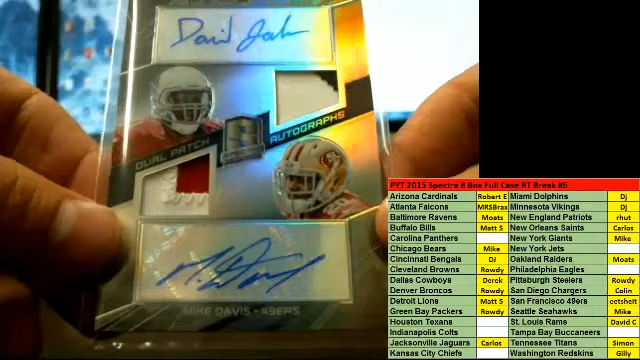 David Joh
DUAL PATCH
AUTOGRAPHS
MIKE DAVIS - 49ERS
PYT 2015 Spectra 8 Box Full Case RT Break #6
Arizona Cardinals Robert E Miami Dolphins Dj
Atlanta Falcons MRSBrax Minnesota Vikings Dj
Baltimore Ravens Moats New England Patriots rhut
Buffalo Bills Matt S New Orleans Saints Carlos
Carolina Panthers New York Giants Mike
Chicago Bears Mike New York Jets
Cincinnati Bengals DJ Oakland Raiders Moats
Cleveland Browns Rowdy Philadelphia Eagles
Dallas Cowboys Derek Pittsburgh Steelers Rowdy
Denver Broncos Rowdy San Diego Chargers Colin
Detroit Lions Matt S San Francisco 49ers eetsheit
Green Bay Packers Rowdy Seattle Seahawks Mike
Houston Texans St. Louis Rams David C
Indianapolis Colts Tampa Bay Buccaneers
Jacksonville Jaguars Carlos Tennessee Titans Simon
Kansas City Chiefs Washington Redskins Gilly